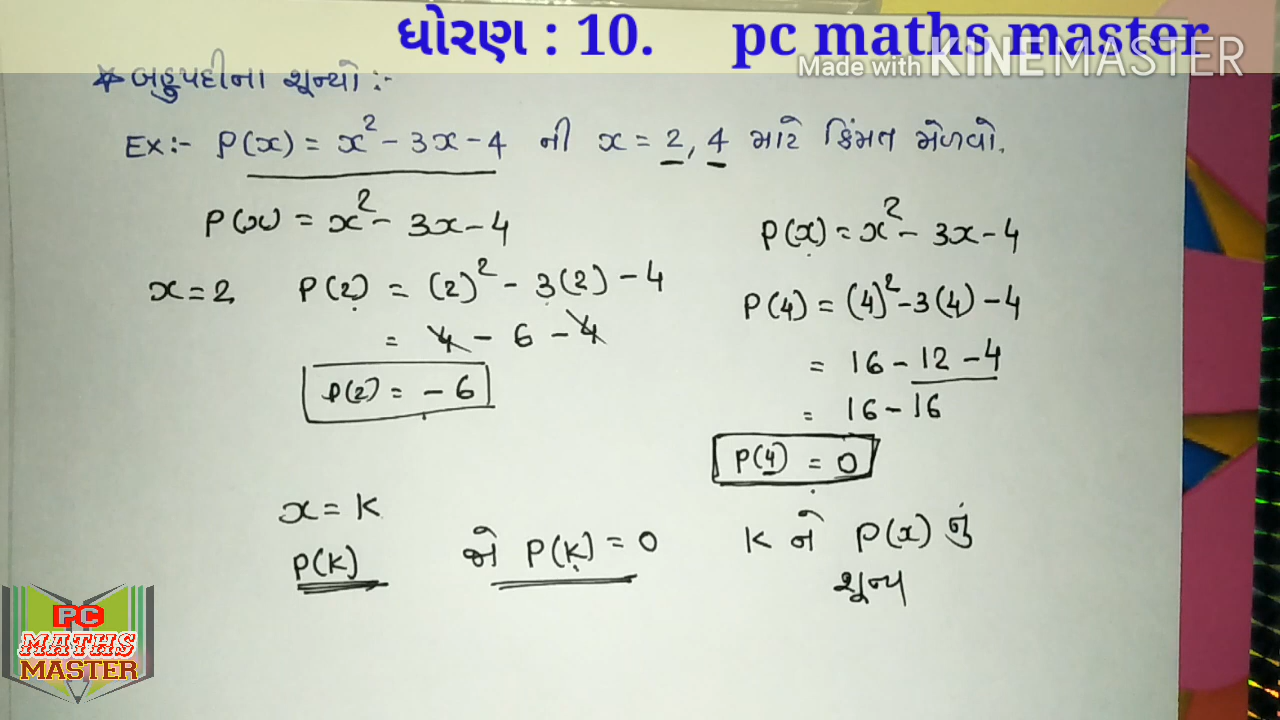 ધોરણ : 10. pc maths master
Made with KINEMASTER
* બહુપદીના શૂન્યો :-
Ex:- P(x) = x² - 3x - 4 ની x = 2, 4 માટે કિંમત મેળવો.
P(x) = x² - 3x - 4
x = 2, P(2) = (2)² - 3(2) - 4
= 4 - 6 - 4
P(2) = - 6
P(x) = x² - 3x - 4
P(4) = (4)² - 3(4) - 4
= 16 - 12 - 4
= 16 - 16
P(4) = 0
x = K
P(K)
જો P(K) = 0
K ને P(x) નું
શૂન્ય
PC
MATHS
MASTER